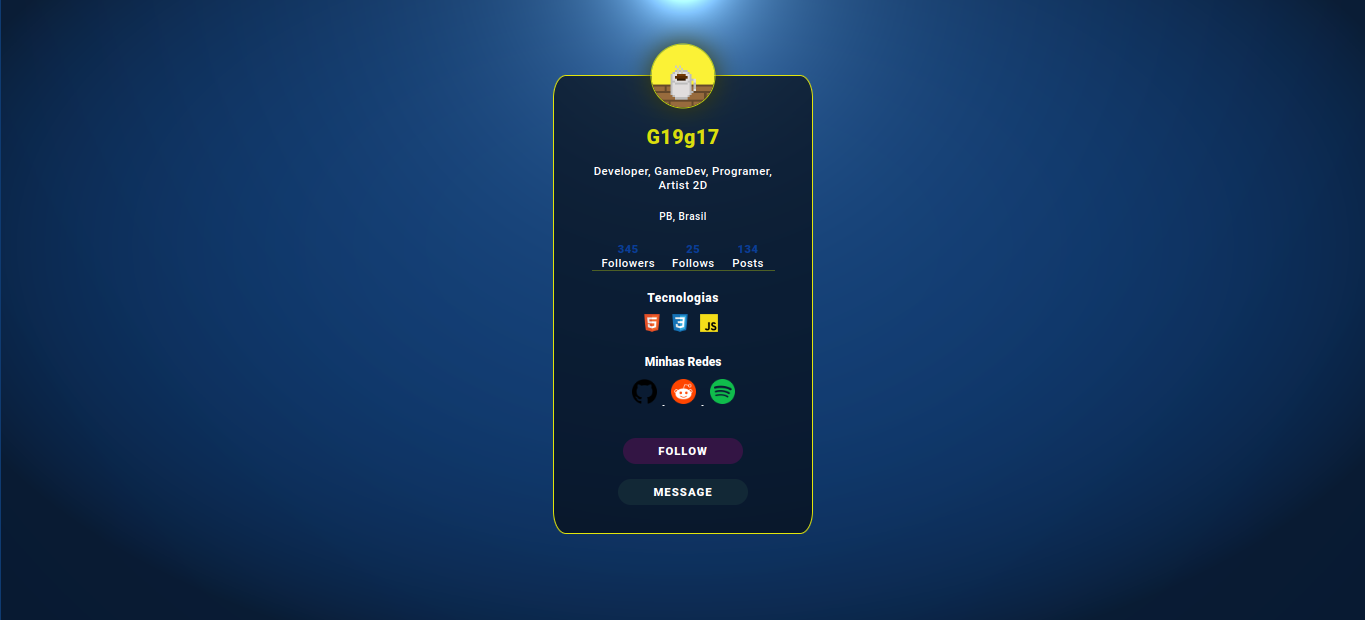 G19g17
Developer, GameDev, Programer,
Artist 2D
PB, Brasil
345 25 134
Followers Follows Posts
Tecnologias
5 3 JS
Minhas Redes
FOLLOW
MESSAGE